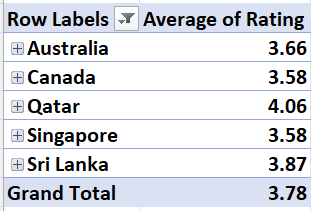 Row Labels Average of Rating
Australia 3.66
Canada 3.58
Qatar 4.06
Singapore 3.58
Sri Lanka 3.87
Grand Total 3.78